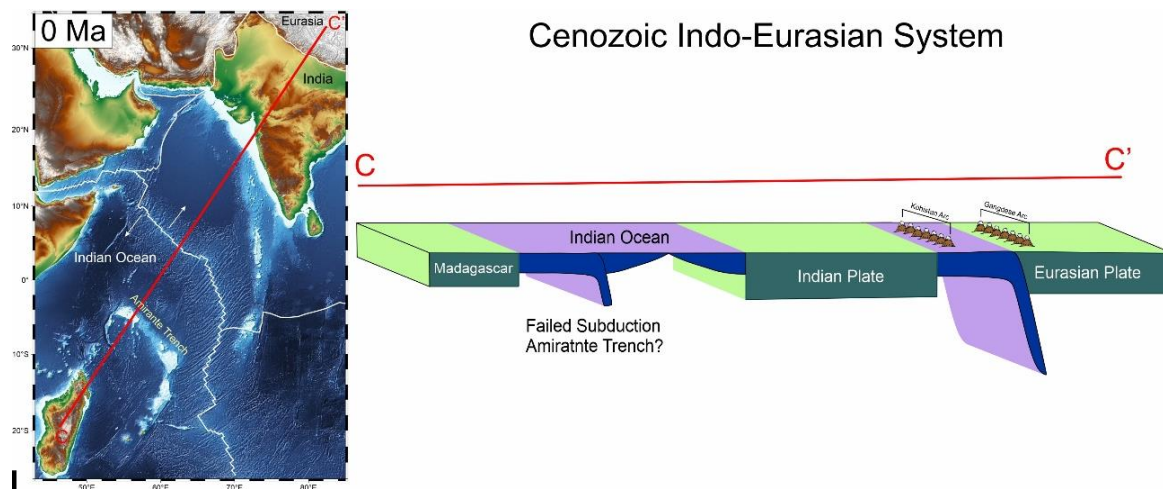 0 Ma
Eurasia
C'
India
30°N
20°N
10°N
0°
10°S
20°S
Indian Ocean
Amirante Trench
C
50°E
60°E
70°E
80°E
Cenozoic Indo-Eurasian System
C
C'
Kohistan Arc
Gangdese Arc
Indian Ocean
Madagascar
Indian Plate
Eurasian Plate
Failed Subduction
Amiratnte Trench?